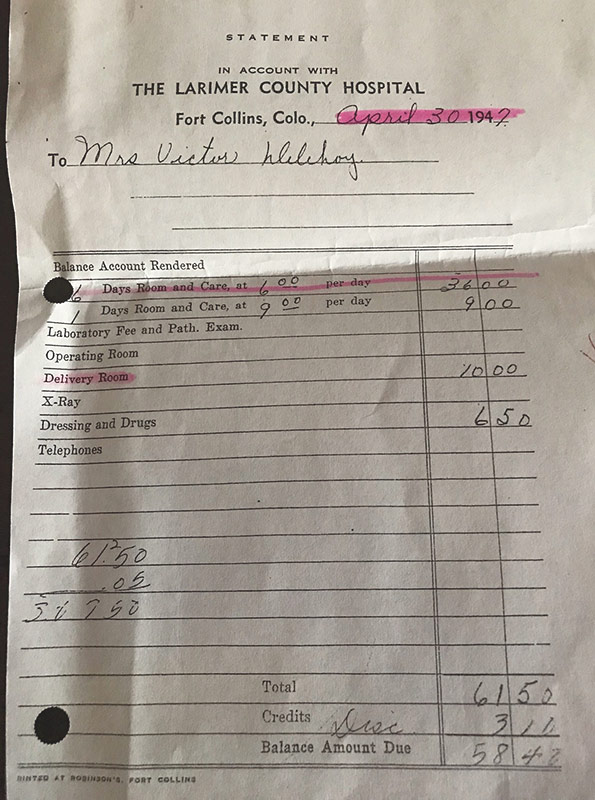 STATEMENT
IN ACCOUNT WITH
THE LARIMER COUNTY HOSPITAL
Fort Collins, Colo., April 30 1942
To Mrs Victor
Balance Account Rendered
6 Days Room and Care, at 6 00 per day 36 00
1 Days Room and Care, at 9 00 per day 9 00
Laboratory Fee and Path. Exam.
Operating Room
Delivery Room 10 00
X-Ray
Dressing and Drugs 6 50
Telephones
61.50
.05
Total 61 50
Credits Disc 3 11
Balance Amount Due 58 42
RINTED AT ROBINSON'S, FORT COLLINS